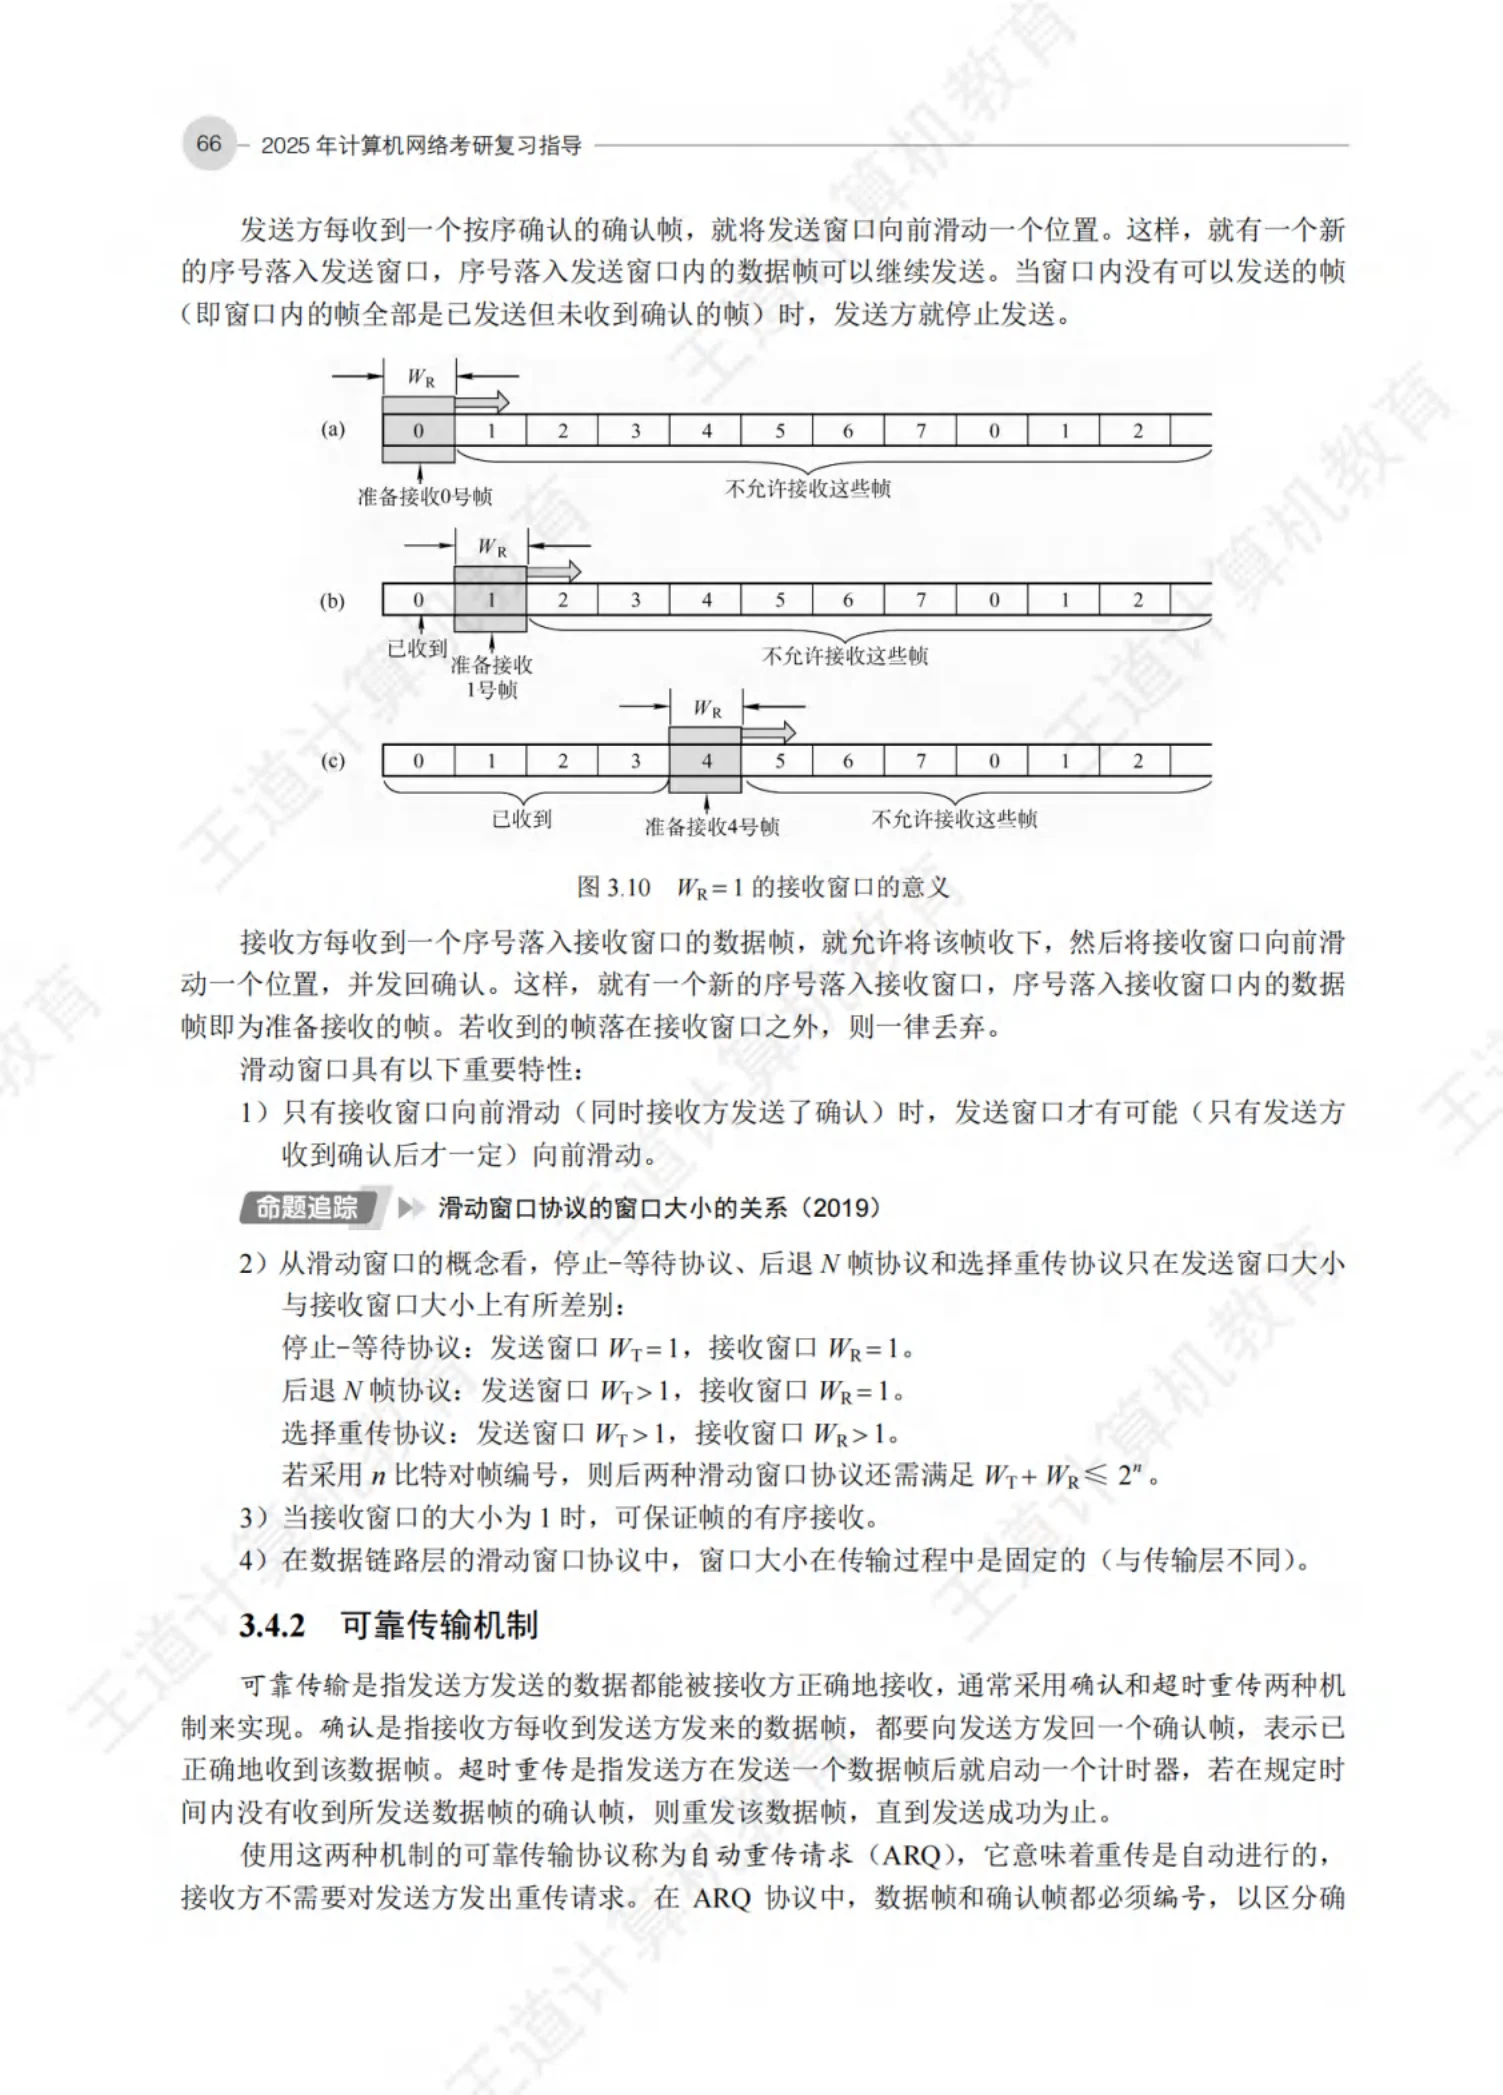 66
2025 年计算机网络考研复习指导
发送方每收到一个按序确认的确认帧，就将发送窗口向前滑动一个位置。这样，就有一个新
的序号落入发送窗口，序号落入发送窗口内的数据帧可以继续发送。当窗口内没有可以发送的帧
（即窗口内的帧全部是已发送但未收到确认的帧）时，发送方就停止发送。
W_R
(a) 0 1 2 3 4 5 6 7 0 1 2
准备接收0号帧 不允许接收这些帧
W_R
(b) 0 1 2 3 4 5 6 7 0 1 2
已收到 准备接收 不允许接收这些帧
1号帧
W_R
(c) 0 1 2 3 4 5 6 7 0 1 2
已收到 准备接收4号帧 不允许接收这些帧
图 3.10 W_R = 1 的接收窗口的意义
接收方每收到一个序号落入接收窗口的数据帧，就允许将该帧收下，然后将接收窗口向前滑
动一个位置，并发回确认。这样，就有一个新的序号落入接收窗口，序号落入接收窗口内的数据
帧即为准备接收的帧。若收到的帧落在接收窗口之外，则一律丢弃。
滑动窗口具有以下重要特性：
1）只有接收窗口向前滑动（同时接收方发送了确认）时，发送窗口才有可能（只有发送方
收到确认后才一定）向前滑动。
命题追踪 滑动窗口协议的窗口大小的关系（2019）
2）从滑动窗口的概念看，停止-等待协议、后退 N 帧协议和选择重传协议只在发送窗口大小
与接收窗口大小上有所差别：
停止-等待协议：发送窗口 W_T = 1，接收窗口 W_R = 1。
后退 N 帧协议：发送窗口 W_T > 1，接收窗口 W_R = 1。
选择重传协议：发送窗口 W_T > 1，接收窗口 W_R > 1。
若采用 n 比特对帧编号，则后两种滑动窗口协议还需满足 W_T + W_R ≤ 2^n。
3）当接收窗口的大小为 1 时，可保证帧的有序接收。
4）在数据链路层的滑动窗口协议中，窗口大小在传输过程中是固定的（与传输层不同）。
3.4.2 可靠传输机制
可靠传输是指发送方发送的数据都能被接收方正确地接收，通常采用确认和超时重传两种机
制来实现。确认是指接收方每收到发送方发来的数据帧，都要向发送方发回一个确认帧，表示已
正确地收到该数据帧。超时重传是指发送方在发送一个数据帧后就启动一个计时器，若在规定时
间内没有收到所发送数据帧的确认帧，则重发该数据帧，直到发送成功为止。
使用这两种机制的可靠传输协议称为自动重传请求（ARQ），它意味着重传是自动进行的，
接收方不需要对发送方发出重传请求。在 ARQ 协议中，数据帧和确认帧都必须编号，以区分确
王道计算机教育